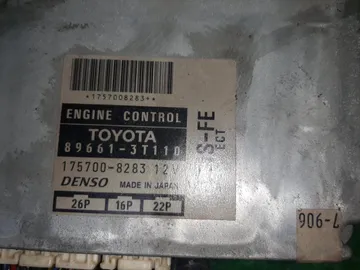 *1757008283*
ENGINE CONTROL
TOYOTA
89661-3T110
175700-8283 12V
DENSO MADE IN JAPAN
26P 16P 22P
S-FE
ECT
7-906